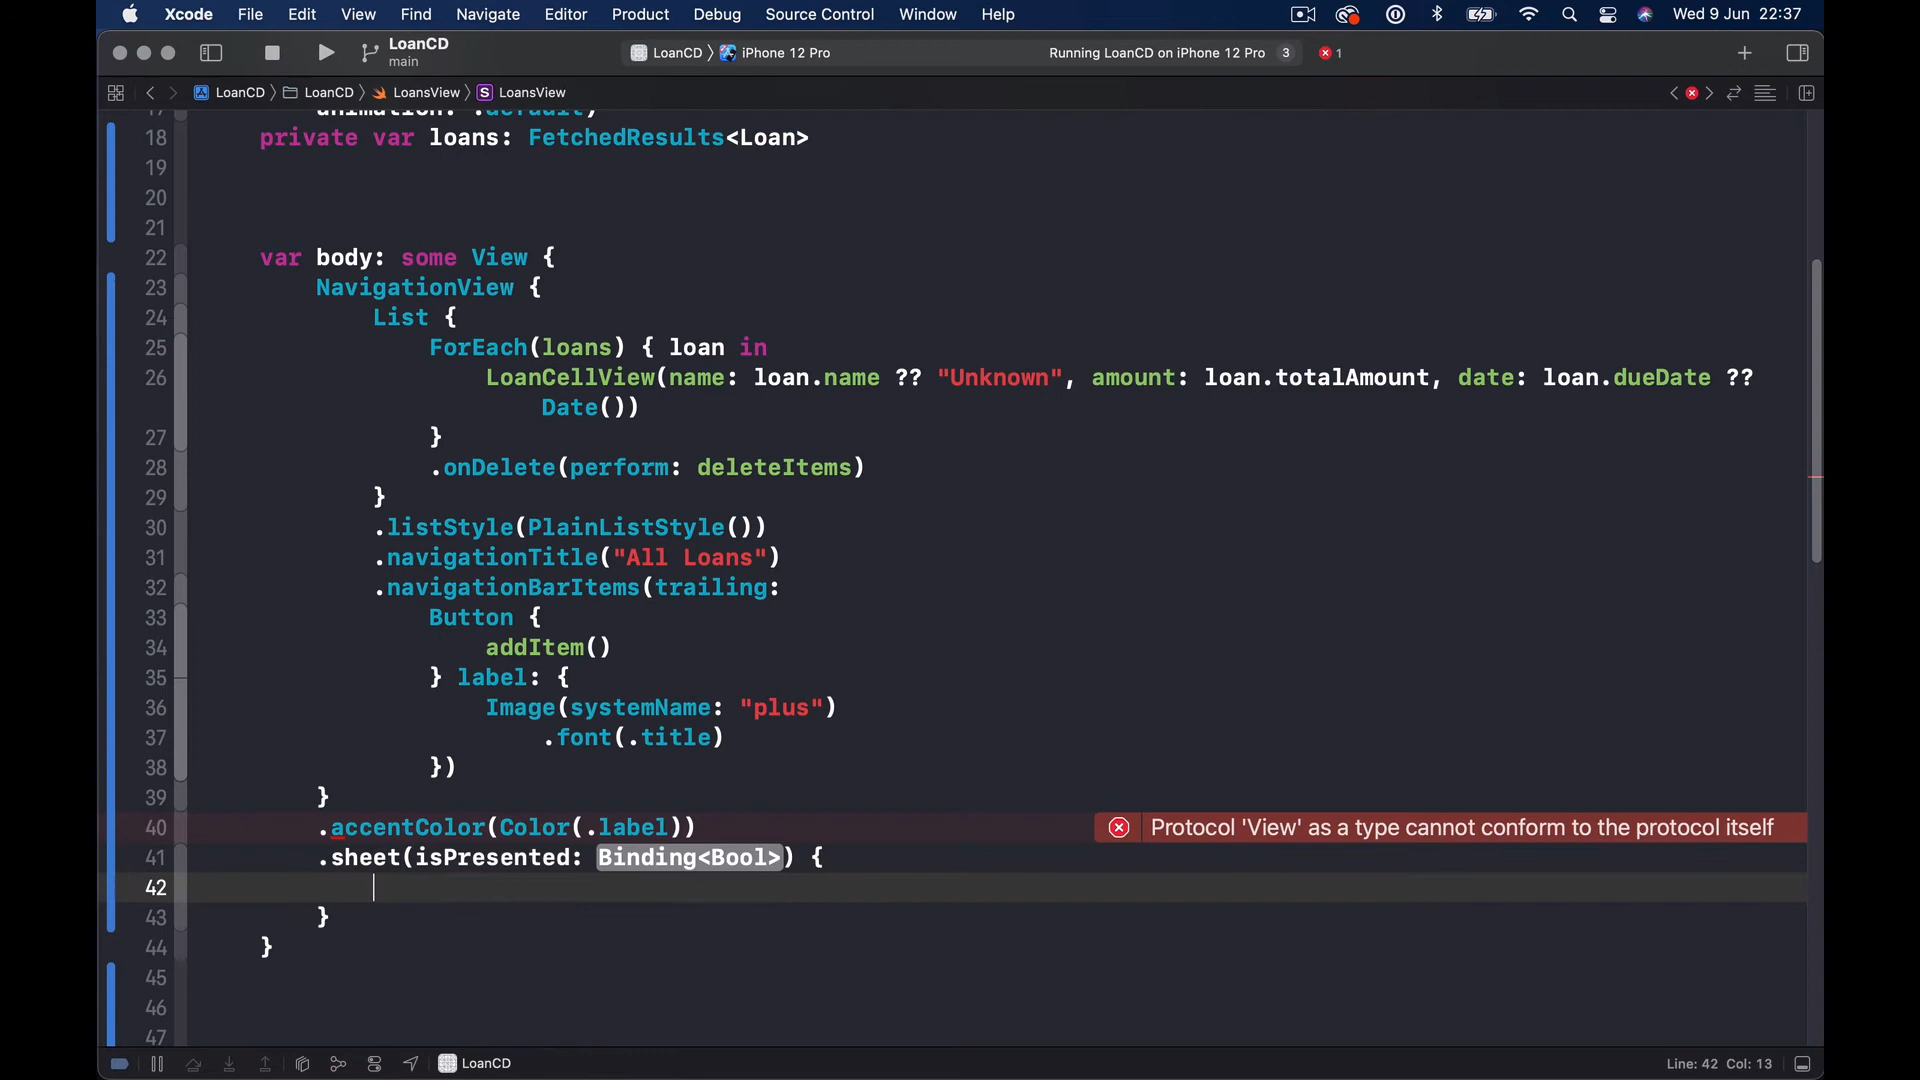 Xcode File Edit View Find Navigate Editor Product Debug Source Control Window Help Wed 9 Jun 22:37
LoanCD
main
LoanCD iPhone 12 Pro Running LoanCD on iPhone 12 Pro 3 1
LoanCD LoanCD LoansView S LoansView
17 animation: .default)
18 private var loans: FetchedResults<Loan>
19
20
21
22 var body: some View {
23 NavigationView {
24 List {
25 ForEach(loans) { loan in
26 LoanCellView(name: loan.name ?? "Unknown", amount: loan.totalAmount, date: loan.dueDate ??
Date())
27 }
28 .onDelete(perform: deleteItems)
29 }
30 .listStyle(PlainListStyle())
31 .navigationTitle("All Loans")
32 .navigationBarItems(trailing:
33 Button {
34 addItem()
35 } label: {
36 Image(systemName: "plus")
37 .font(.title)
38 })
39 }
40 .accentColor(Color(.label)) Protocol 'View' as a type cannot conform to the protocol itself
41 .sheet(isPresented: Binding<Bool>) {
42
43 }
44 }
45
46
47
LoanCD Line: 42 Col: 13